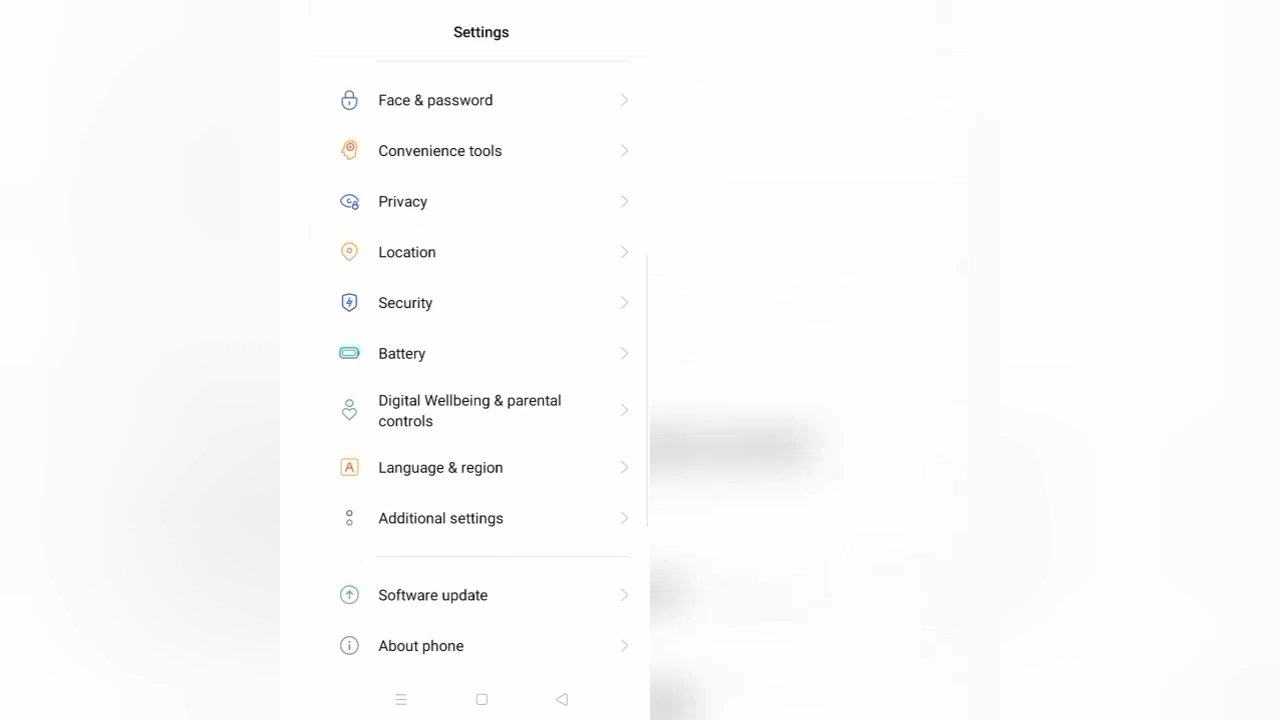 Settings
Face & password
Convenience tools
Privacy
Location
Security
Battery
Digital Wellbeing & parental
controls
Language & region
Additional settings
Software update
About phone